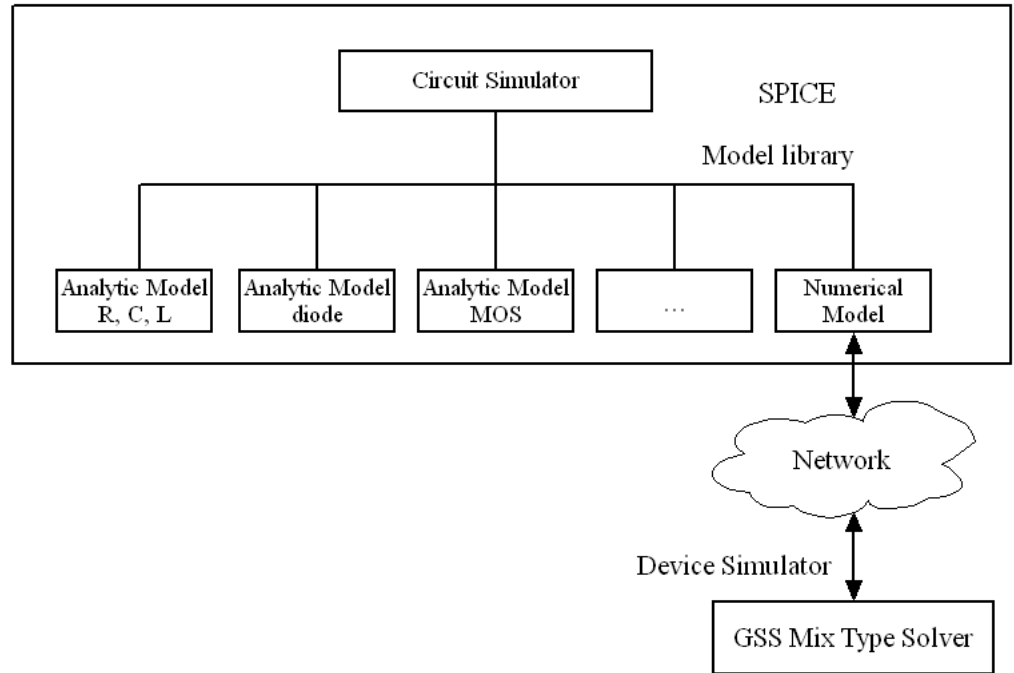 Circuit Simulator
SPICE
Model library
Analytic Model
R, C, L
Analytic Model
diode
Analytic Model
MOS
...
Numerical
Model
Network
Device Simulator
GSS Mix Type Solver